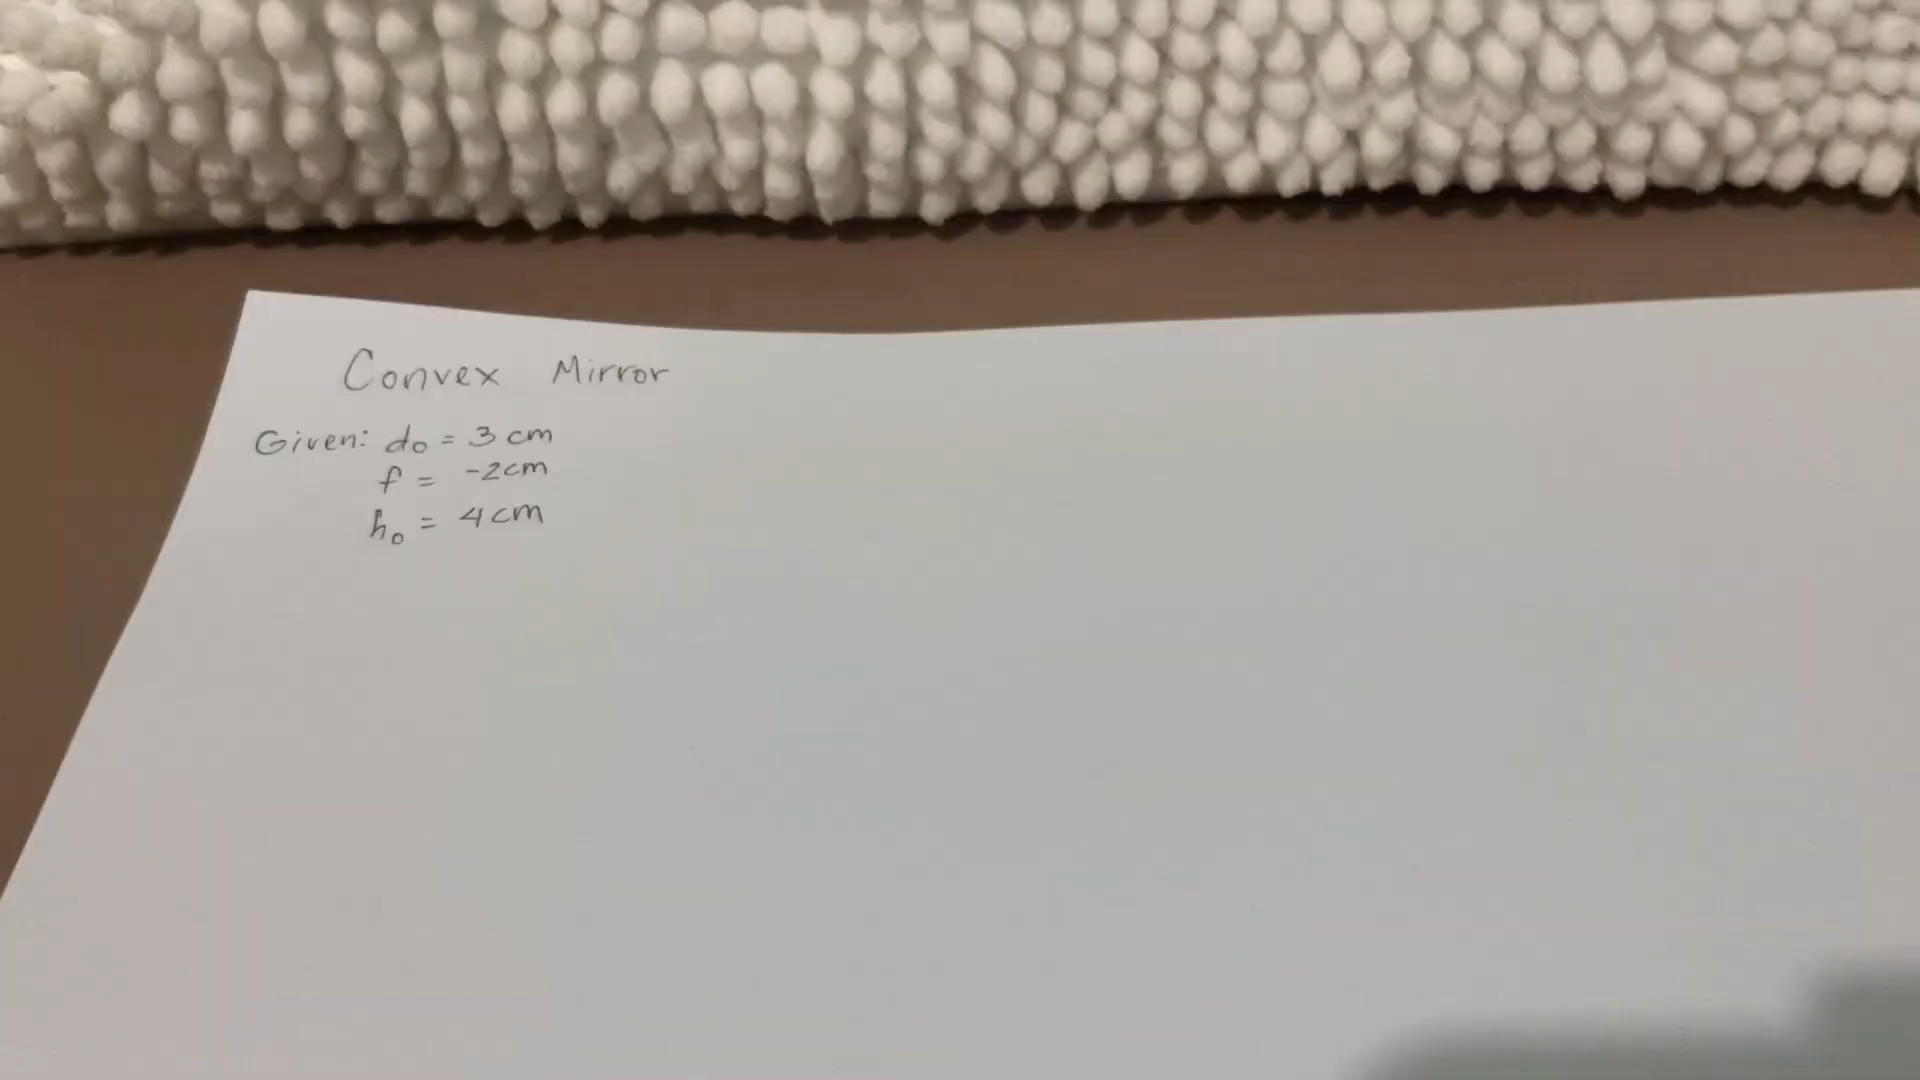 Convex Mirror
Given: do = 3 cm
f = -2cm
ho = 4cm